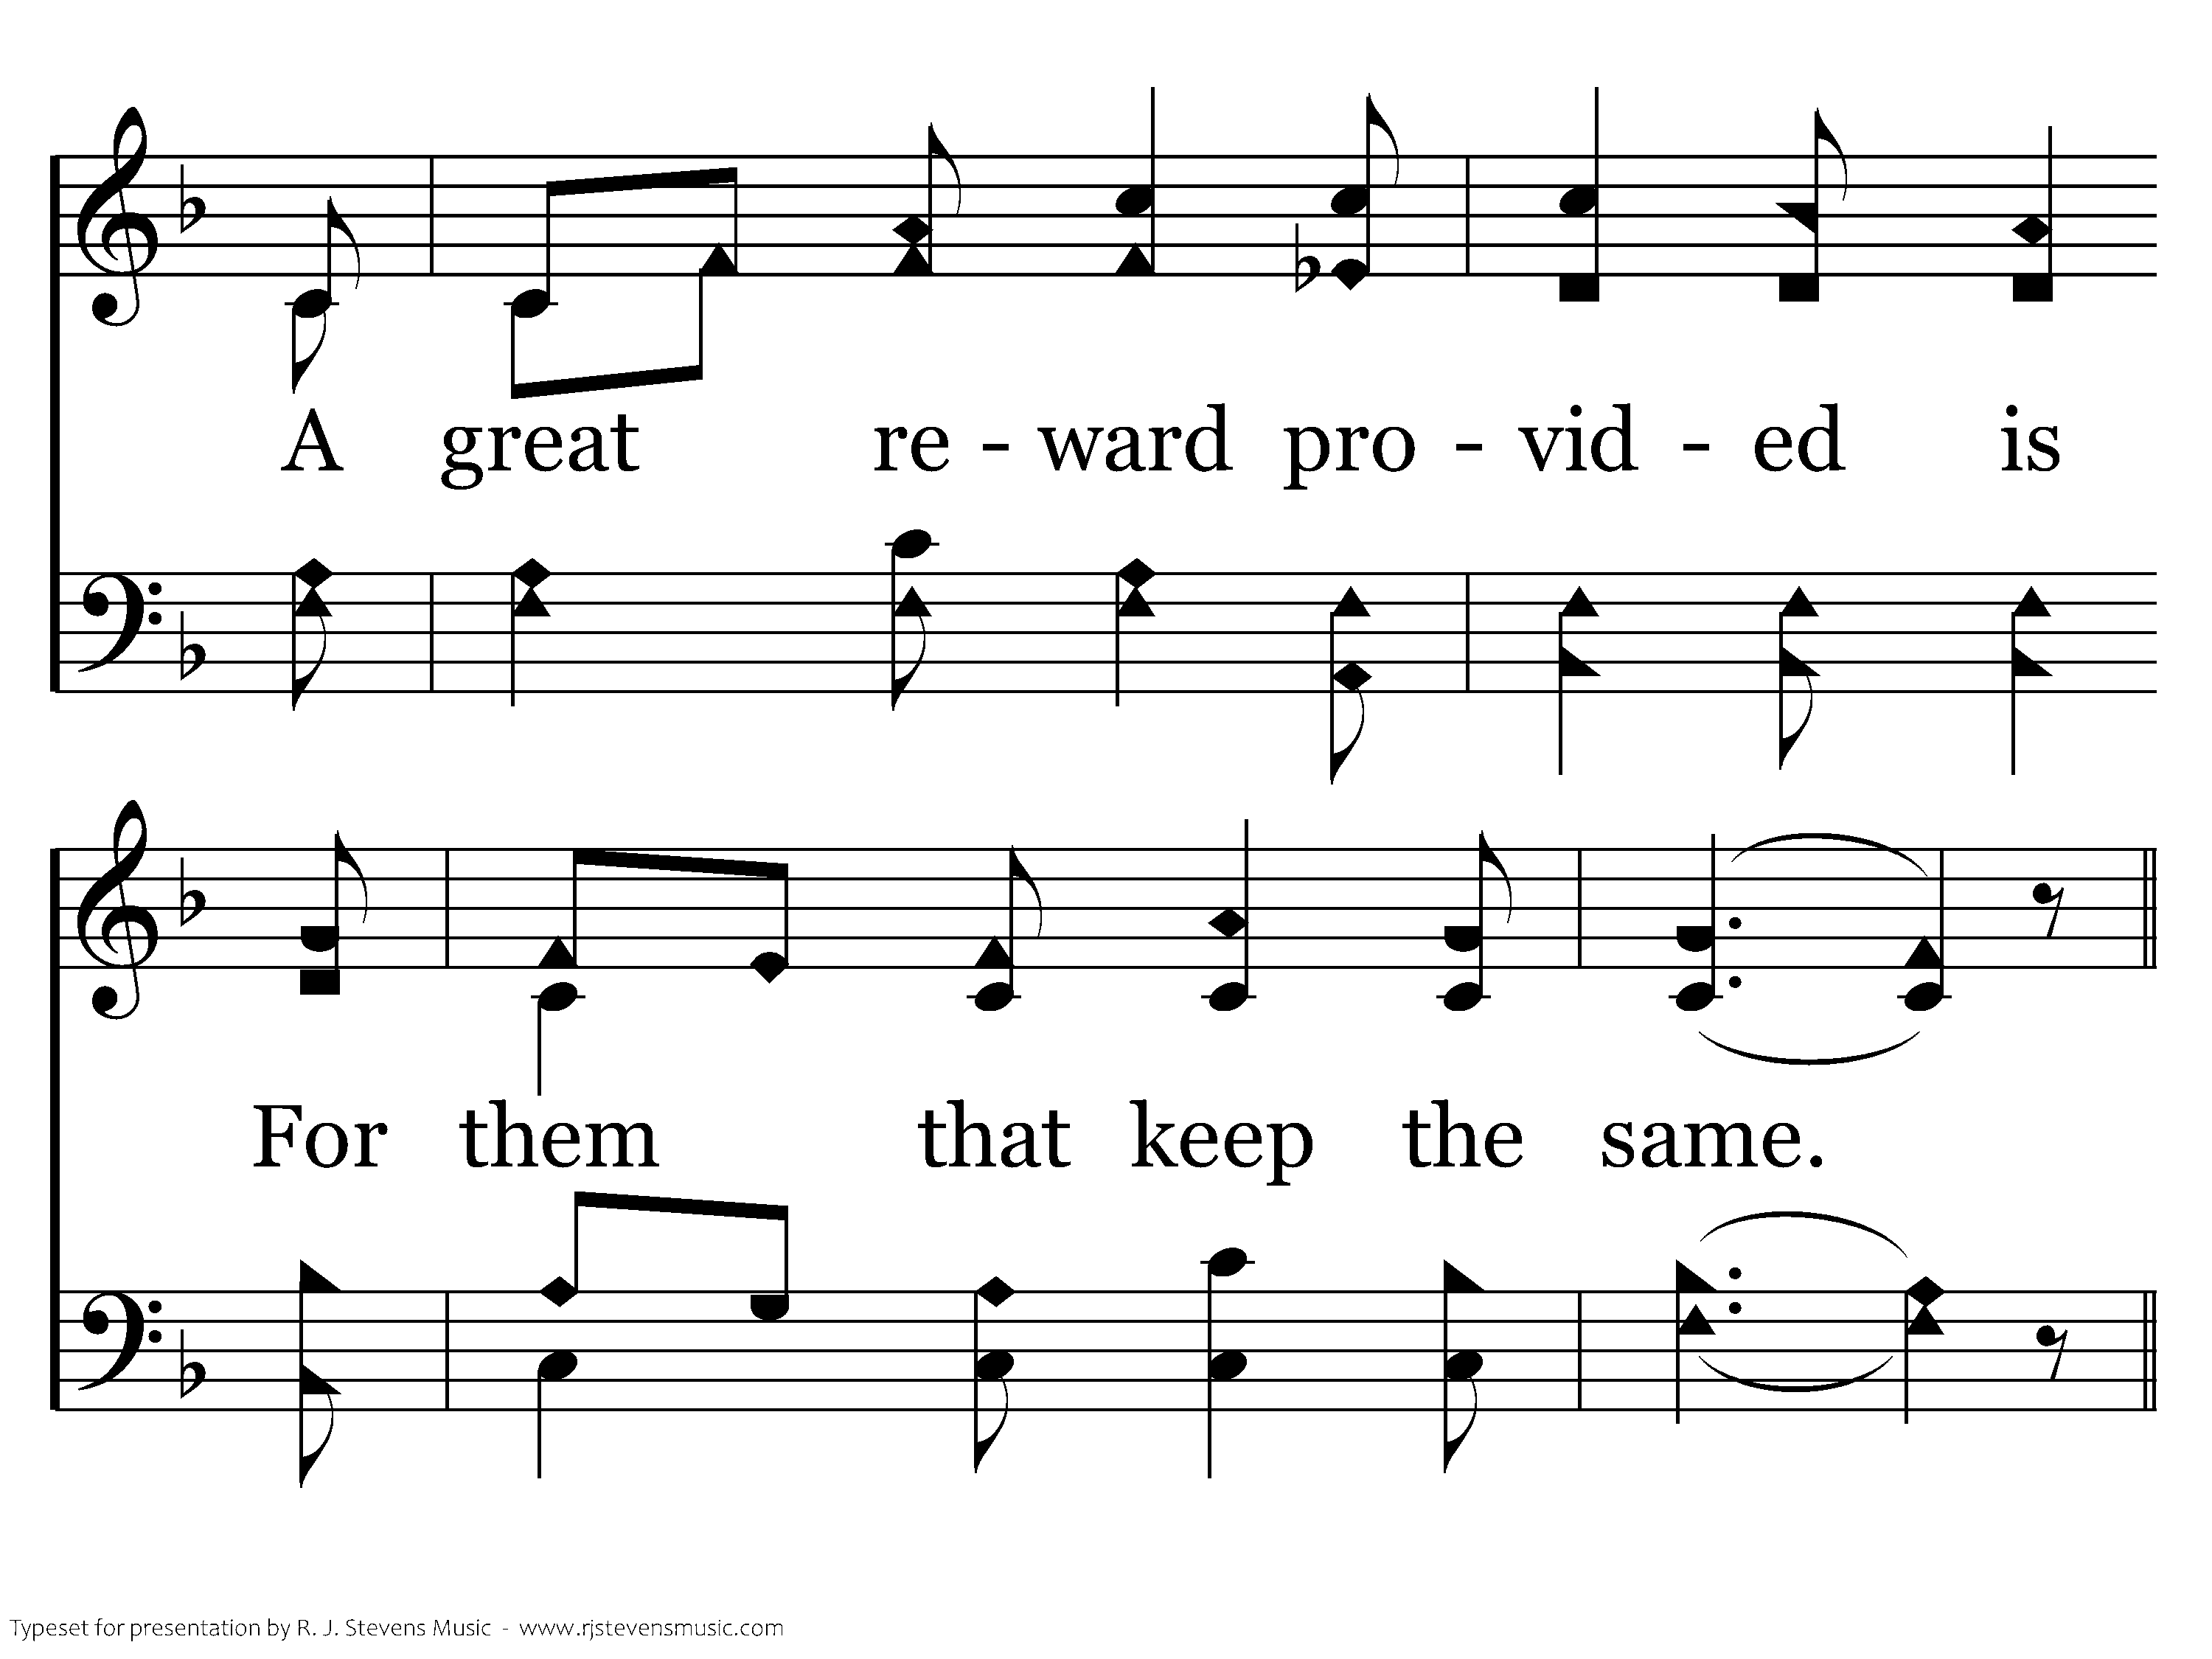 A great re - ward pro - vid - ed is
For them that keep the same.
Typeset for presentation by R. J. Stevens Music - www.rjstevensmusic.com